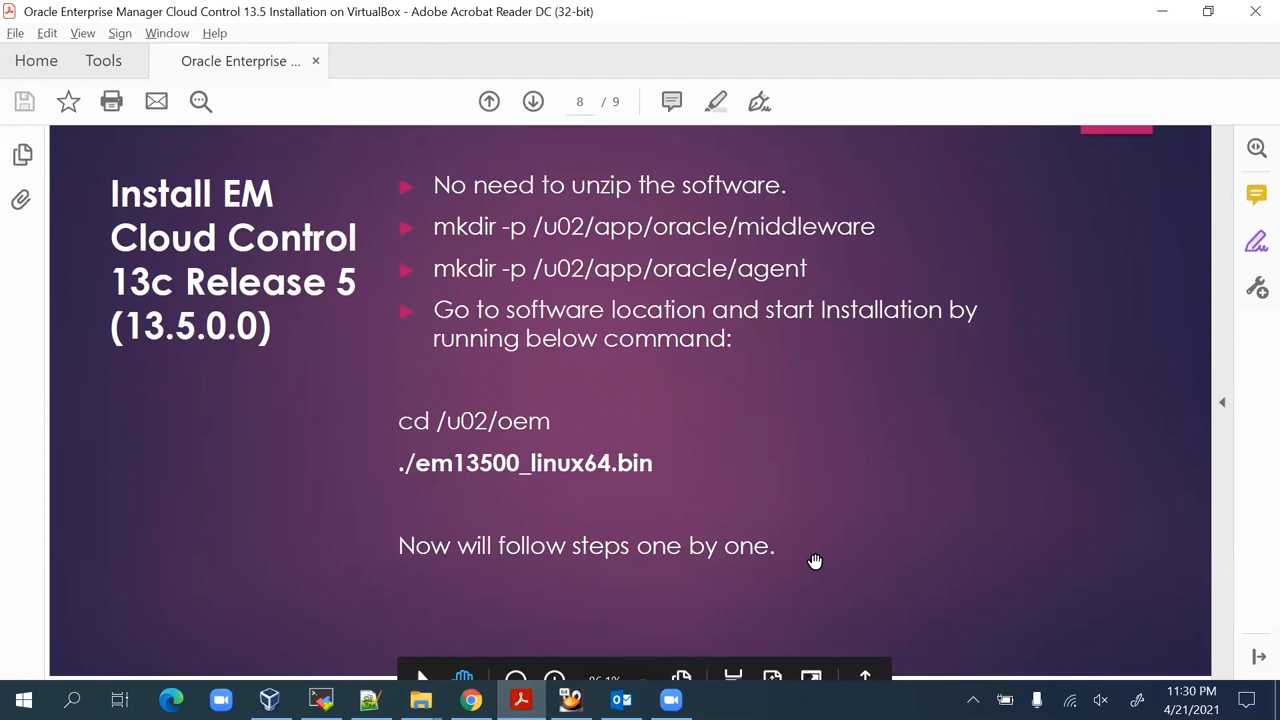 Oracle Enterprise Manager Cloud Control 13.5 Installation on VirtualBox - Adobe Acrobat Reader DC (32-bit)
File Edit View Sign Window Help
Home Tools Oracle Enterprise ... ×
8 / 9
Install EM
Cloud Control
13c Release 5
(13.5.0.0)
No need to unzip the software.
mkdir -p /u02/app/oracle/middleware
mkdir -p /u02/app/oracle/agent
Go to software location and start Installation by
running below command:
cd /u02/oem
./em13500_linux64.bin
Now will follow steps one by one.
86.1%
11:30 PM
4/21/2021